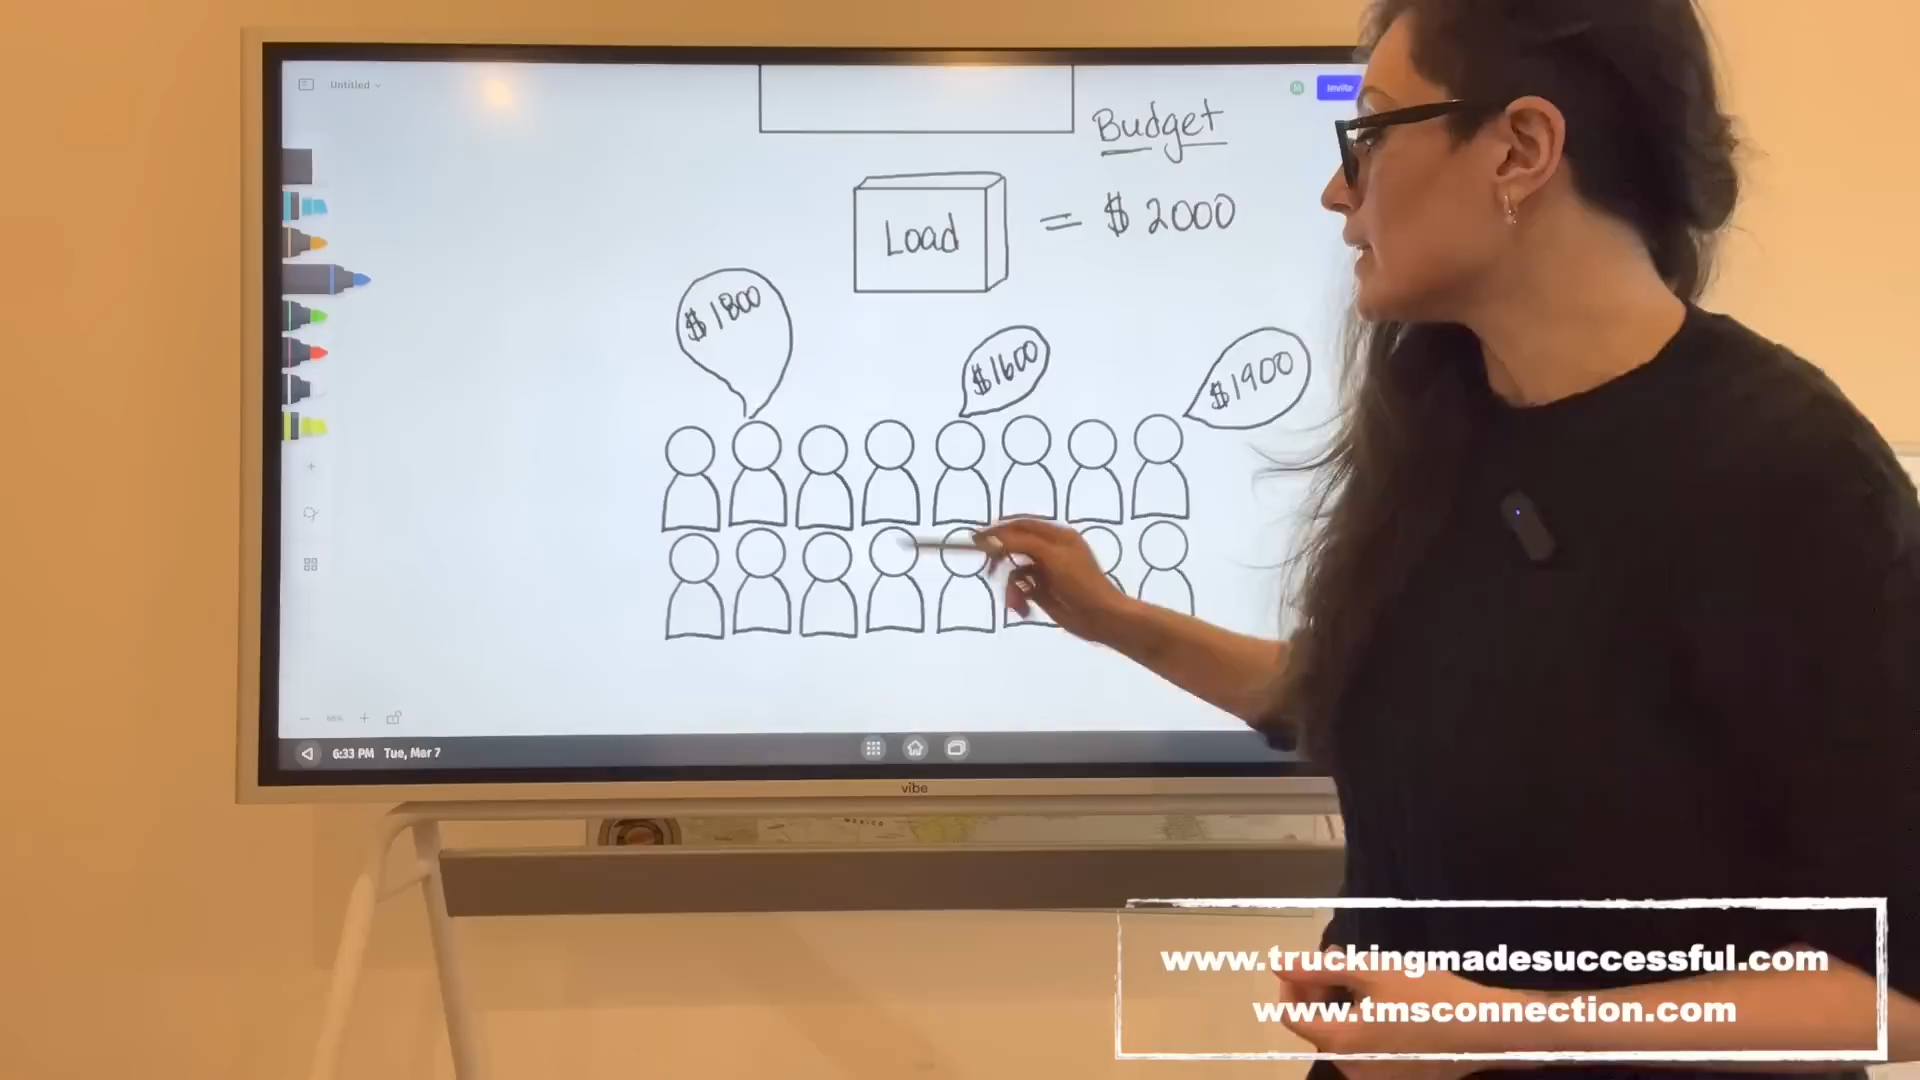 Untitled
Invite
Budget
Load = $ 2000
$1800
$1600
$1900
6:33 PM Tue, Mar 7
vibe
MEXICO
www.truckingmadesuccessful.com
www.tmsconnection.com